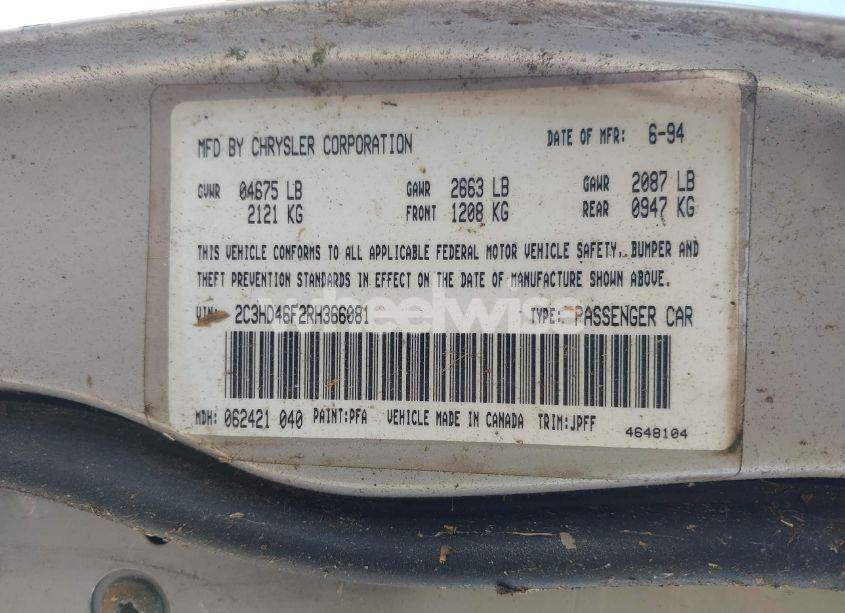 MFD BY CHRYSLER CORPORATION DATE OF MFR: 6-94
GVWR 04675 LB GAWR 2663 LB GAWR 2087 LB
2121 KG FRONT 1208 KG REAR 0947 KG
THIS VEHICLE CONFORMS TO ALL APPLICABLE FEDERAL MOTOR VEHICLE SAFETY, BUMPER AND
THEFT PREVENTION STANDARDS IN EFFECT ON THE DATE OF MANUFACTURE SHOWN ABOVE.
wheelwise
VIN: 2C3HD46F2RH366081 TYPE: PASSENGER CAR
MDH: 062421 040 PAINT:PFA VEHICLE MADE IN CANADA TRIM:JPFF
4648104